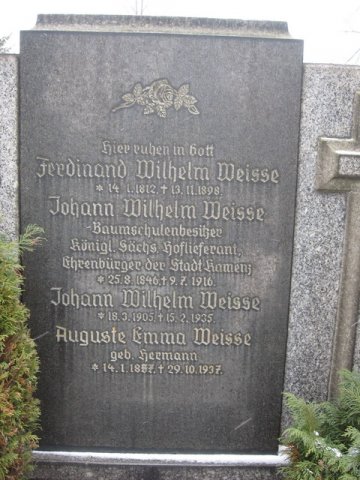 Hier ruhen in Gott
Ferdinand Wilhelm Weisse
* 14.1.1812. † 13.11.1898.
Johann Wilhelm Weisse
Baumschulenbesitzer
Königl. Sächs Hoflieferant,
Ehrenbürger der Stadt Kamenz
* 25.8.1846 † 9.7.1916.
Johann Wilhelm Weisse
* 18.3.1905. † 15.2.1935.
Auguste Emma Weisse
geb. Hermann
* 14.1.1857. † 29.10.1937.